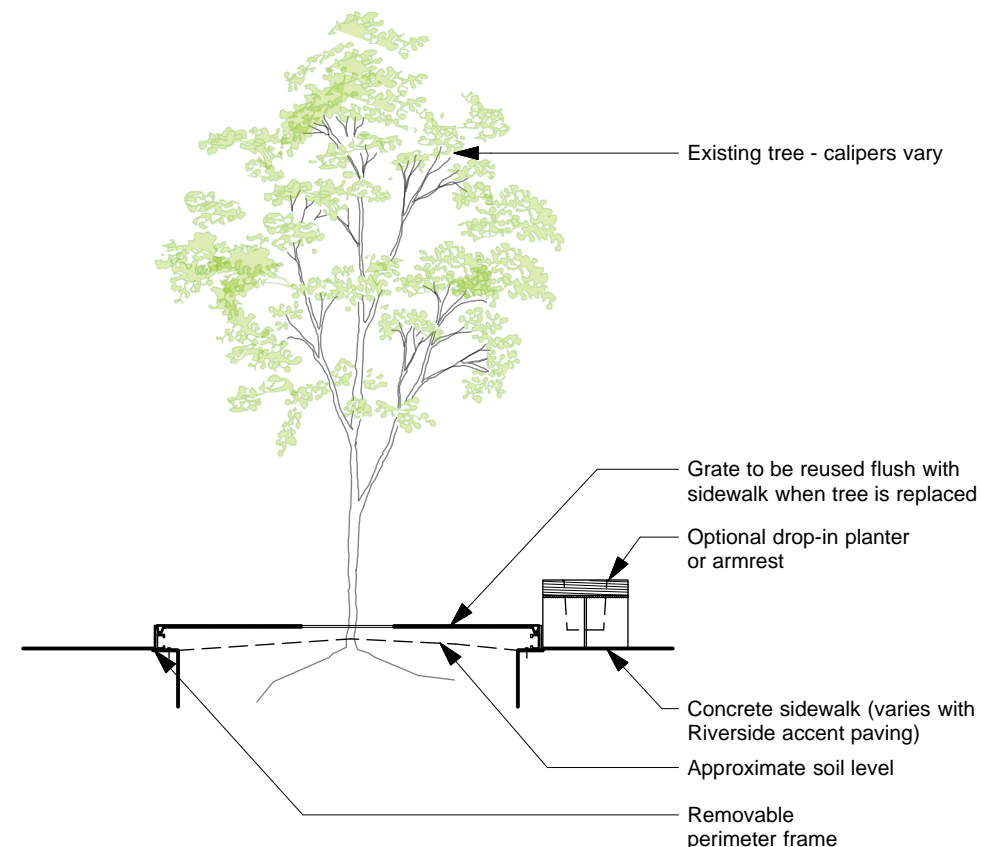 Existing tree - calipers vary
Grate to be reused flush with
sidewalk when tree is replaced
Optional drop-in planter
or armrest
Concrete sidewalk (varies with
Riverside accent paving)
Approximate soil level
Removable
perimeter frame